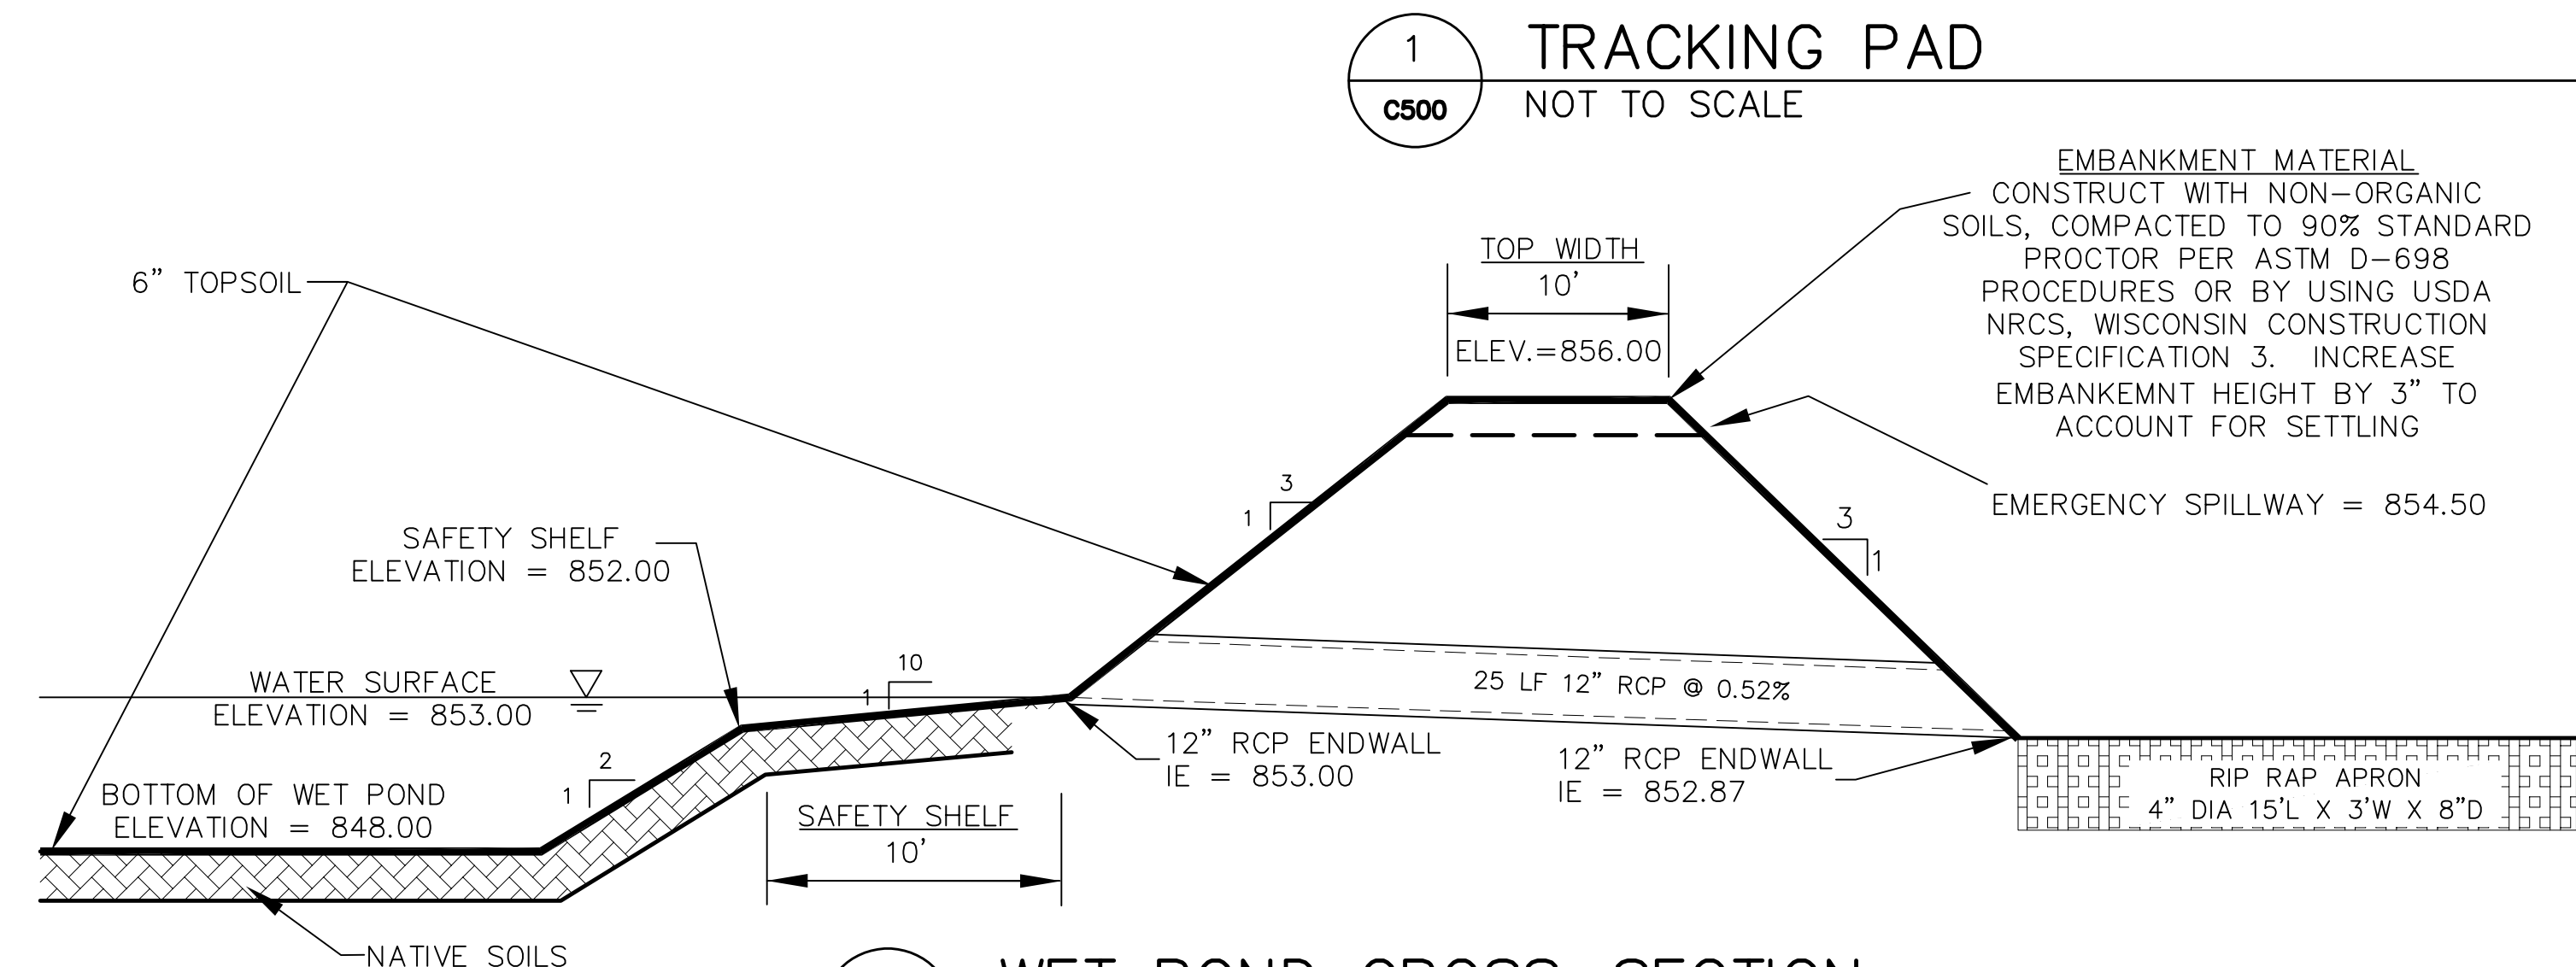 1
TRACKING PAD
C500
NOT TO SCALE
EMBANKMENT MATERIAL
CONSTRUCT WITH NON-ORGANIC
SOILS, COMPACTED TO 90% STANDARD
PROCTOR PER ASTM D-698
PROCEDURES OR BY USING USDA
NRCS, WISCONSIN CONSTRUCTION
SPECIFICATION 3. INCREASE
EMBANKEMNT HEIGHT BY 3" TO
ACCOUNT FOR SETTLING
TOP WIDTH
10'
ELEV.=856.00
6" TOPSOIL
EMERGENCY SPILLWAY = 854.50
3
1
3
1
SAFETY SHELF
ELEVATION = 852.00
WATER SURFACE
ELEVATION = 853.00
10
1
25 LF 12" RCP @ 0.52%
12" RCP ENDWALL
IE = 853.00
12" RCP ENDWALL
IE = 852.87
RIP RAP APRON
4" DIA 15'L X 3'W X 8"D
2
1
BOTTOM OF WET POND
ELEVATION = 848.00
SAFETY SHELF
10'
NATIVE SOILS
WET POND CROSS-SECTION